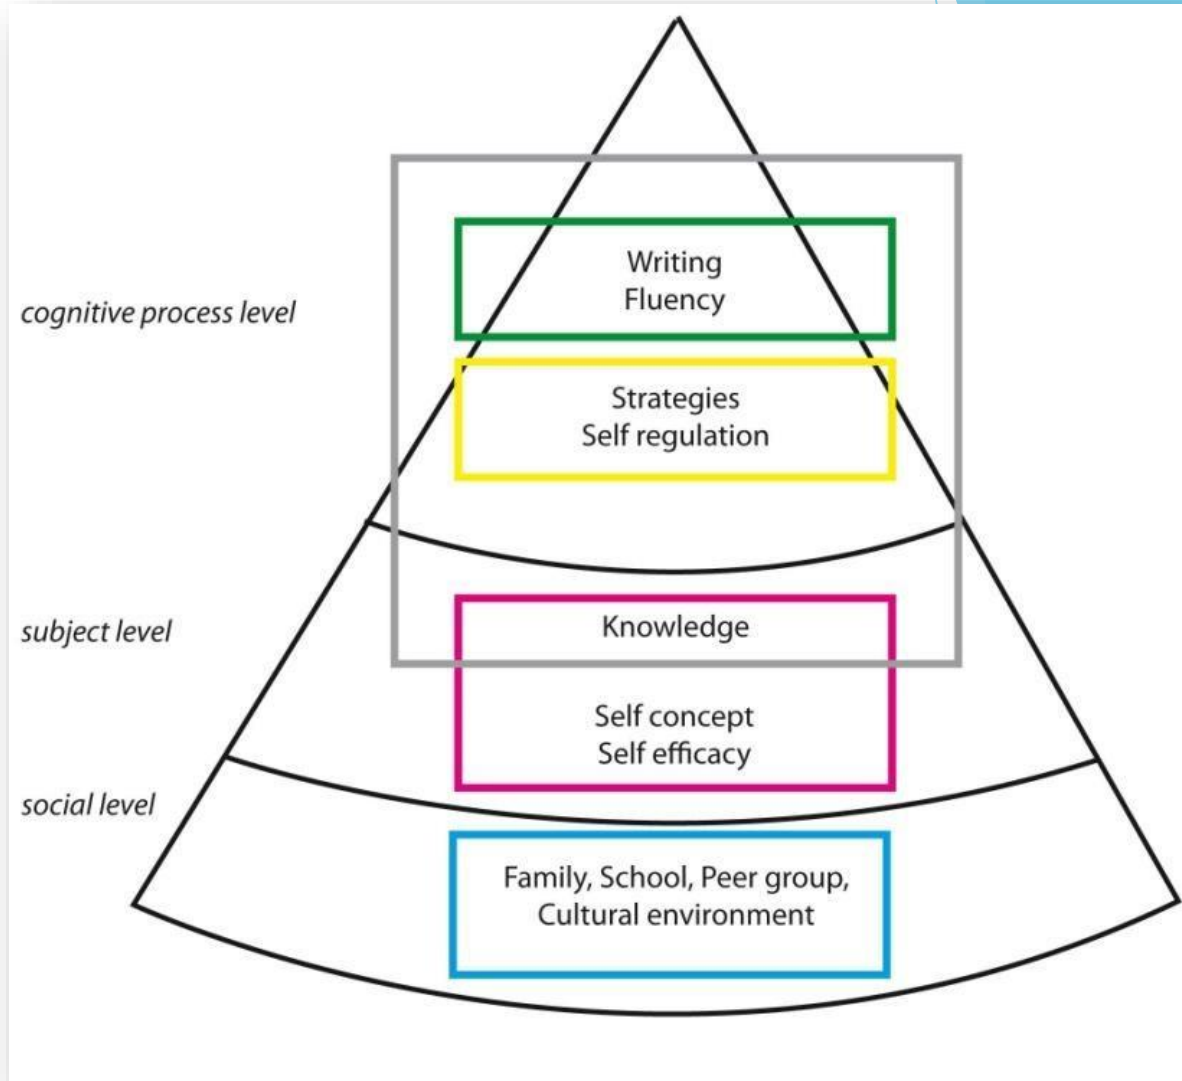 Writing
Fluency
cognitive process level
Strategies
Self regulation
subject level
Knowledge
Self concept
Self efficacy
social level
Family, School, Peer group,
Cultural environment